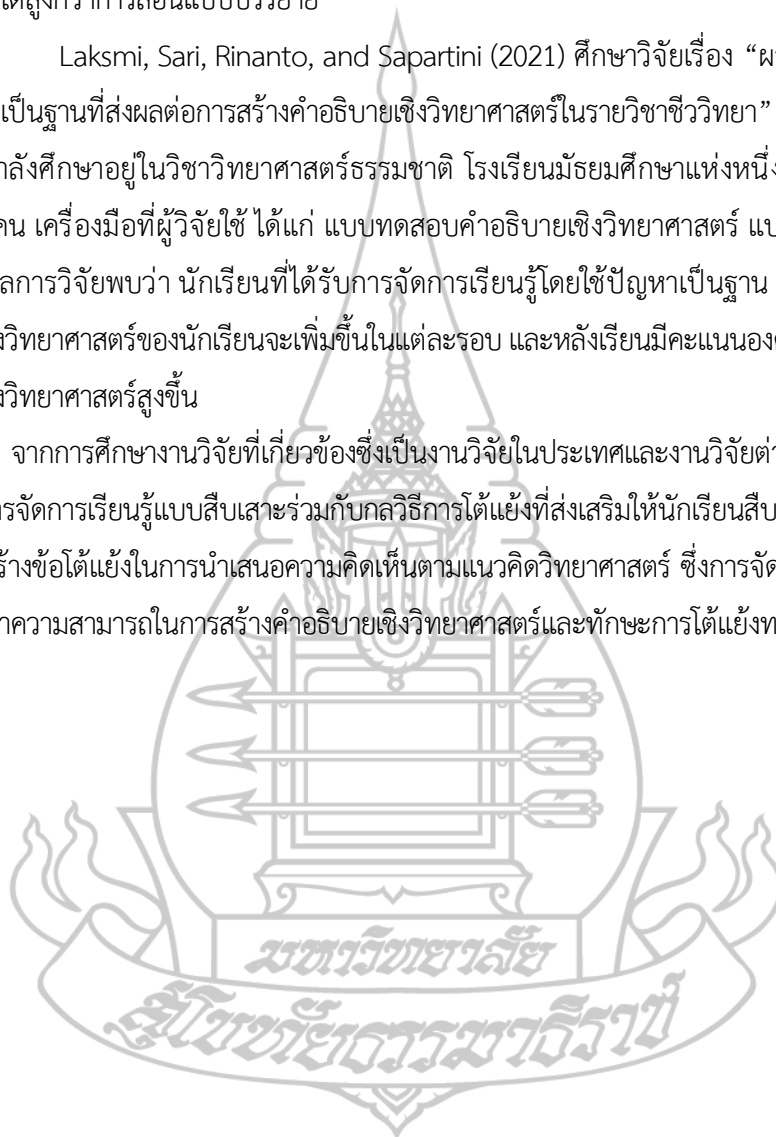 ได้สูงกว่าการสอนแบบบรรยาย
Laksmi, Sari, Rinanto, and Sapartini (2021) ศึกษาวิจัยเรื่อง “ผ
เป็นฐานที่ส่งผลต่อการสร้างคำอธิบายเชิงวิทยาศาสตร์ในรายวิชาชีววิทยา”
าลังศึกษาอยู่ในวิชาวิทยาศาสตร์ธรรมชาติ โรงเรียนมัธยมศึกษาแห่งหนึ่ง
คน เครื่องมือที่ผู้วิจัยใช้ ได้แก่ แบบทดสอบคำอธิบายเชิงวิทยาศาสตร์ แบ
ลการวิจัยพบว่า นักเรียนที่ได้รับการจัดการเรียนรู้โดยใช้ปัญหาเป็นฐาน
งวิทยาศาสตร์ของนักเรียนจะเพิ่มขึ้นในแต่ละรอบ และหลังเรียนมีคะแนนอง
งวิทยาศาสตร์สูงขึ้น
จากการศึกษางานวิจัยที่เกี่ยวข้องซึ่งเป็นงานวิจัยในประเทศและงานวิจัยต่า
ารจัดการเรียนรู้แบบสืบเสาะร่วมกับกลวิธีการโต้แย้งที่ส่งเสริมให้นักเรียนสืบ
ร้างข้อโต้แย้งในการนำเสนอความคิดเห็นตามแนวคิดวิทยาศาสตร์ ซึ่งการจัด
าความสามารถในการสร้างคำอธิบายเชิงวิทยาศาสตร์และทักษะการโต้แย้งท
มหาวิทยาลัย
สุโขทัยธรรมาธิราช